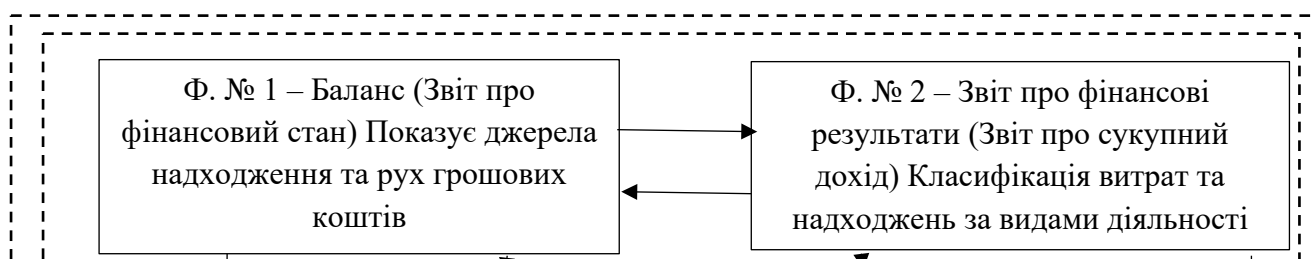 Ф. № 1 – Баланс (Звіт про
фінансовий стан) Показує джерела
надходження та рух грошових
коштів
Ф. № 2 – Звіт про фінансові
результати (Звіт про сукупний
дохід) Класифікація витрат та
надходжень за видами діяльності